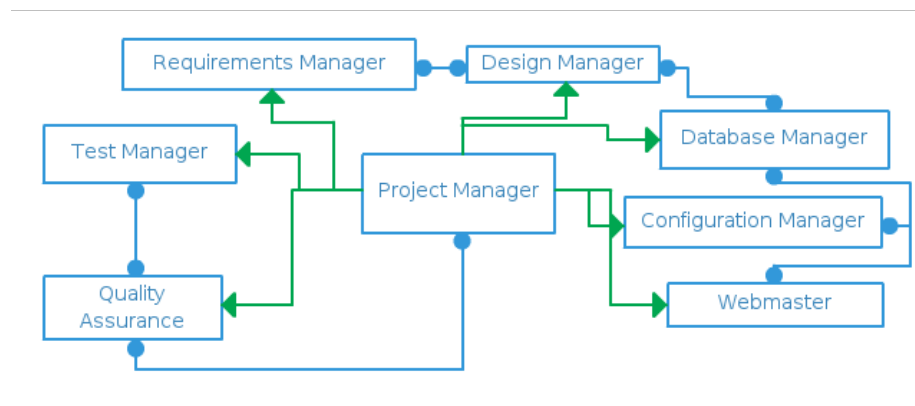 Requirements Manager
Design Manager
Test Manager
Database Manager
Project Manager
Configuration Manager
Quality
Assurance
Webmaster